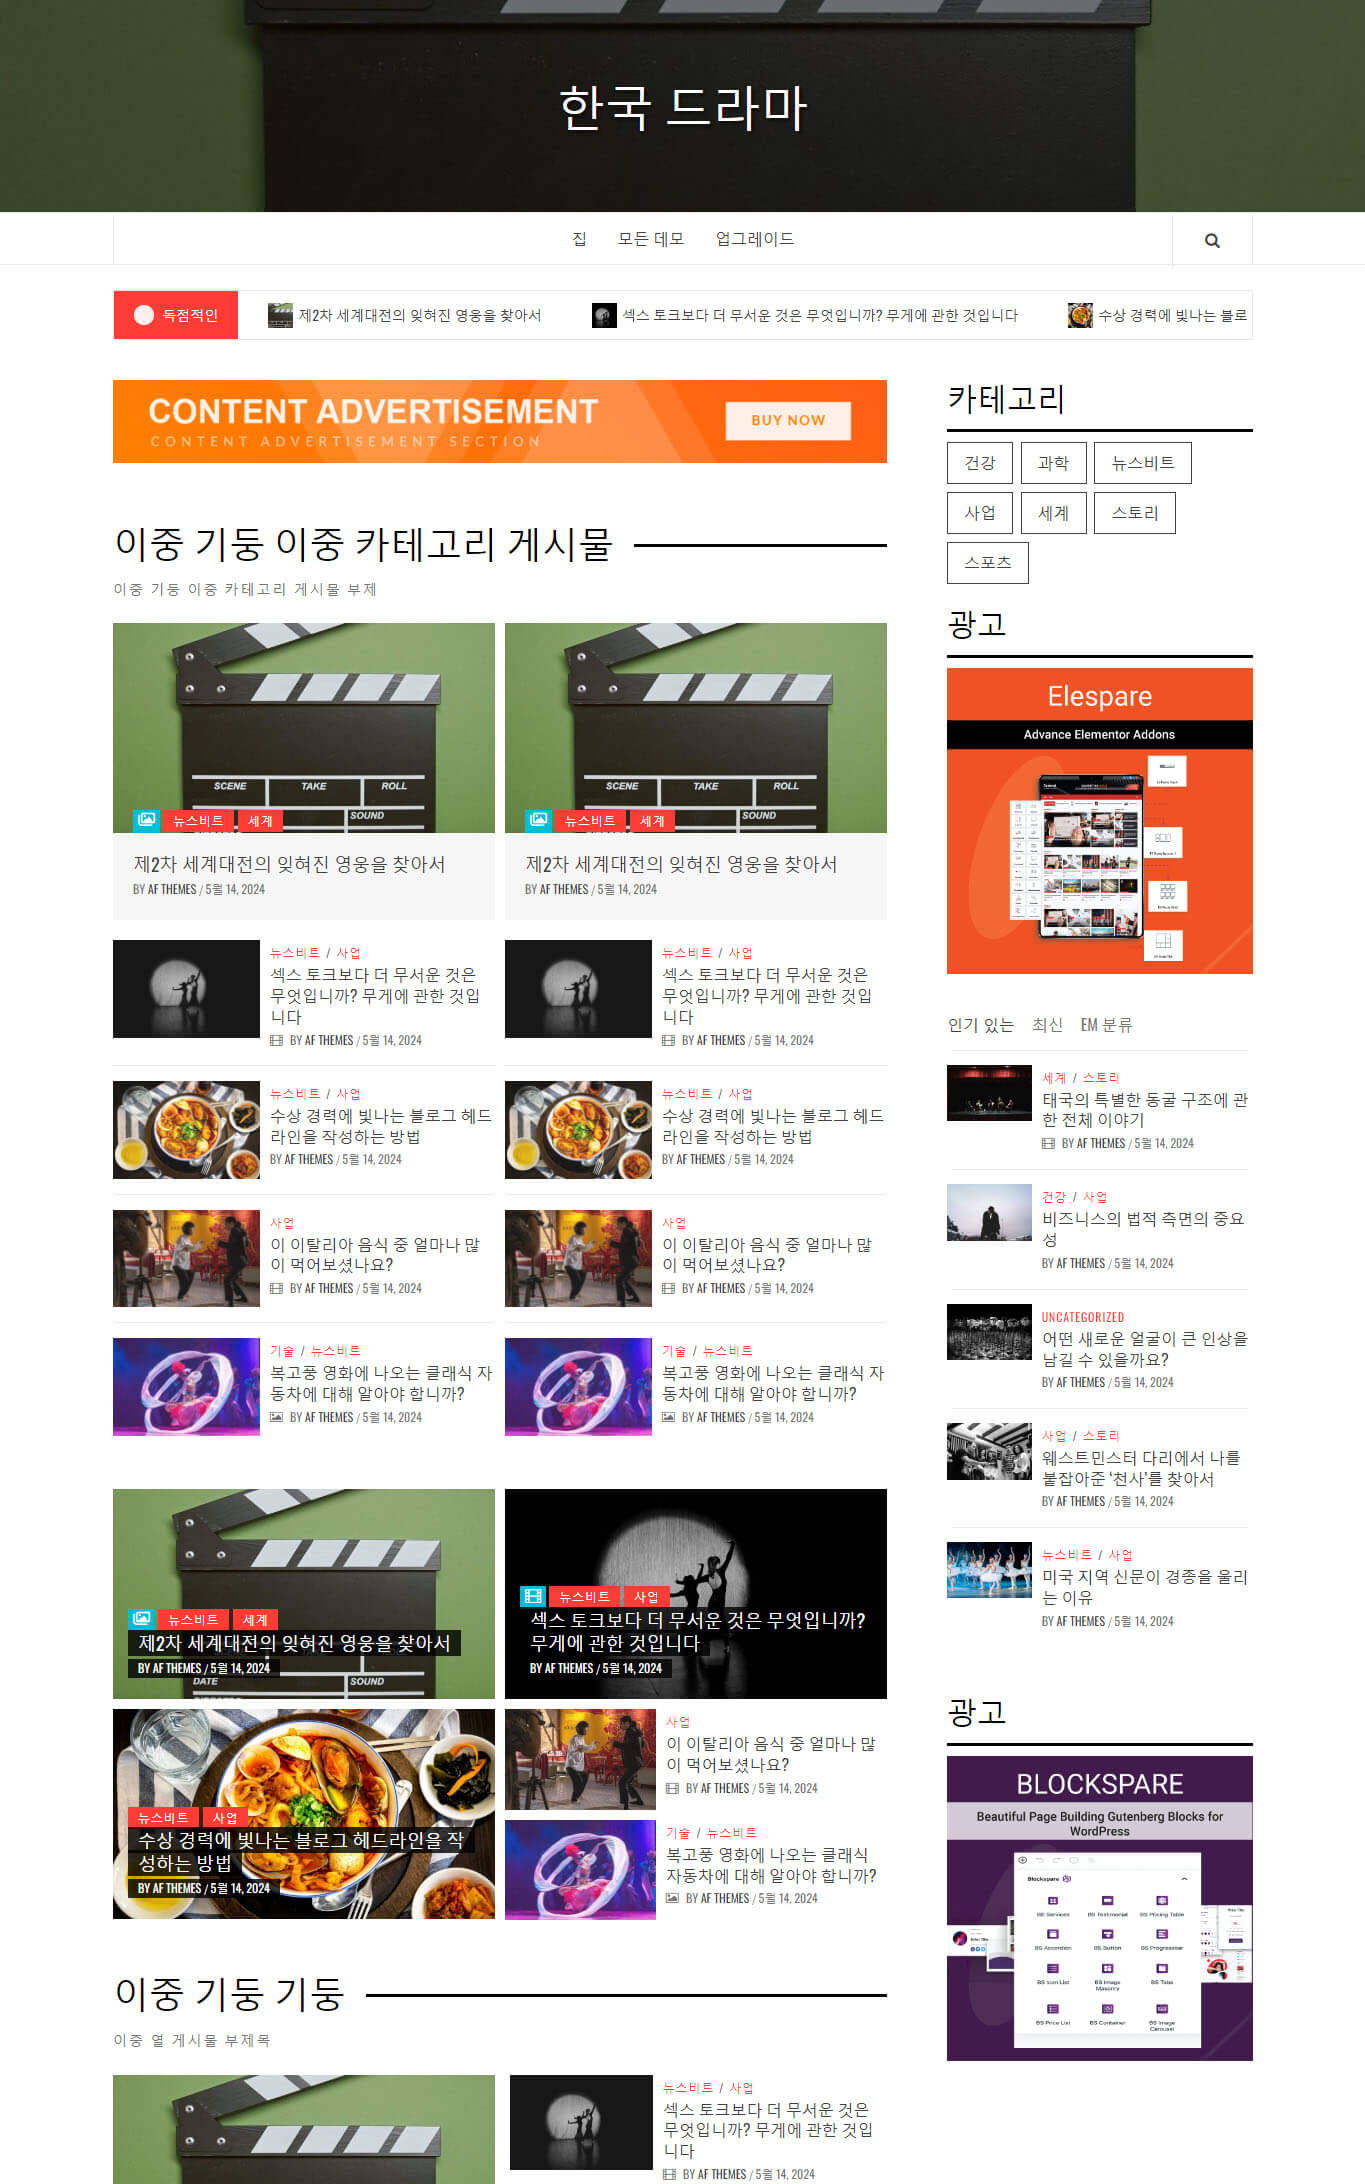 한국 드라마
집
모든 데모
업그레이드
독점적인
제2차 세계대전의 잊혀진 영웅을 찾아서
섹스 토크보다 더 무서운 것은 무엇입니까? 무게에 관한 것입니다
수상 경력에 빛나는 블로
CONTENT ADVERTISEMENT
CONTENT ADVERTISEMENT SECTION
BUY NOW
이중 기둥 이중 카테고리 게시물
이중 기둥 이중 카테고리 게시물 부제
SCENE TAKE ROLL
SOUND
뉴스비트 세계
제2차 세계대전의 잊혀진 영웅을 찾아서
BY AF THEMES / 5월 14, 2024
뉴스비트 / 사업
섹스 토크보다 더 무서운 것은
무엇입니까? 무게에 관한 것입
니다
BY AF THEMES / 5월 14, 2024
뉴스비트 / 사업
수상 경력에 빛나는 블로그 헤드
라인을 작성하는 방법
BY AF THEMES / 5월 14, 2024
사업
이 이탈리아 음식 중 얼마나 많
이 먹어보셨나요?
BY AF THEMES / 5월 14, 2024
기술 / 뉴스비트
복고풍 영화에 나오는 클래식 자
동차에 대해 알아야 합니까?
BY AF THEMES / 5월 14, 2024
SCENE TAKE ROLL
SOUND
뉴스비트 세계
제2차 세계대전의 잊혀진 영웅을 찾아서
BY AF THEMES / 5월 14, 2024
뉴스비트 / 사업
섹스 토크보다 더 무서운 것은
무엇입니까? 무게에 관한 것입
니다
BY AF THEMES / 5월 14, 2024
뉴스비트 / 사업
수상 경력에 빛나는 블로그 헤드
라인을 작성하는 방법
BY AF THEMES / 5월 14, 2024
사업
이 이탈리아 음식 중 얼마나 많
이 먹어보셨나요?
BY AF THEMES / 5월 14, 2024
기술 / 뉴스비트
복고풍 영화에 나오는 클래식 자
동차에 대해 알아야 합니까?
BY AF THEMES / 5월 14, 2024
뉴스비트 세계
제2차 세계대전의 잊혀진 영웅을 찾아서
BY AF THEMES / 5월 14, 2024
DATE SOUND
뉴스비트 사업
섹스 토크보다 더 무서운 것은 무엇입니까?
무게에 관한 것입니다
BY AF THEMES / 5월 14, 2024
뉴스비트 사업
수상 경력에 빛나는 블로그 헤드라인을 작
성하는 방법
BY AF THEMES / 5월 14, 2024
사업
이 이탈리아 음식 중 얼마나 많
이 먹어보셨나요?
BY AF THEMES / 5월 14, 2024
기술 / 뉴스비트
복고풍 영화에 나오는 클래식
자동차에 대해 알아야 합니까?
BY AF THEMES / 5월 14, 2024
이중 기둥 기둥
이중 열 게시물 부제목
뉴스비트 / 사업
섹스 토크보다 더 무서운 것은
무엇입니까? 무게에 관한 것입
니다
BY AF THEMES / 5월 14, 2024
카테고리
건강 과학 뉴스비트
사업 세계 스토리
스포츠
광고
Elespare
Advance Elementor Addons
인기 있는 최신 EM 분류
세계 / 스토리
태국의 특별한 동굴 구조에 관
한 전체 이야기
BY AF THEMES / 5월 14, 2024
건강 / 사업
비즈니스의 법적 측면의 중요
성
BY AF THEMES / 5월 14, 2024
UNCATEGORIZED
어떤 새로운 얼굴이 큰 인상을
남길 수 있을까요?
BY AF THEMES / 5월 14, 2024
사업 / 스토리
웨스트민스터 다리에서 나를
붙잡아준 ‘천사’를 찾아서
BY AF THEMES / 5월 14, 2024
뉴스비트 / 사업
미국 지역 신문이 경종을 울리
는 이유
BY AF THEMES / 5월 14, 2024
광고
BLOCKSPARE
Beautiful Page Building Gutenberg Blocks for
WordPress
Blockspare
BS Services BS Testimonial BS Pricing Table
BS Accordion BS Button BS Progressbar
BS Icon List BS Image Masonry BS Tabs
BS Price List BS Container BS Image Carousel